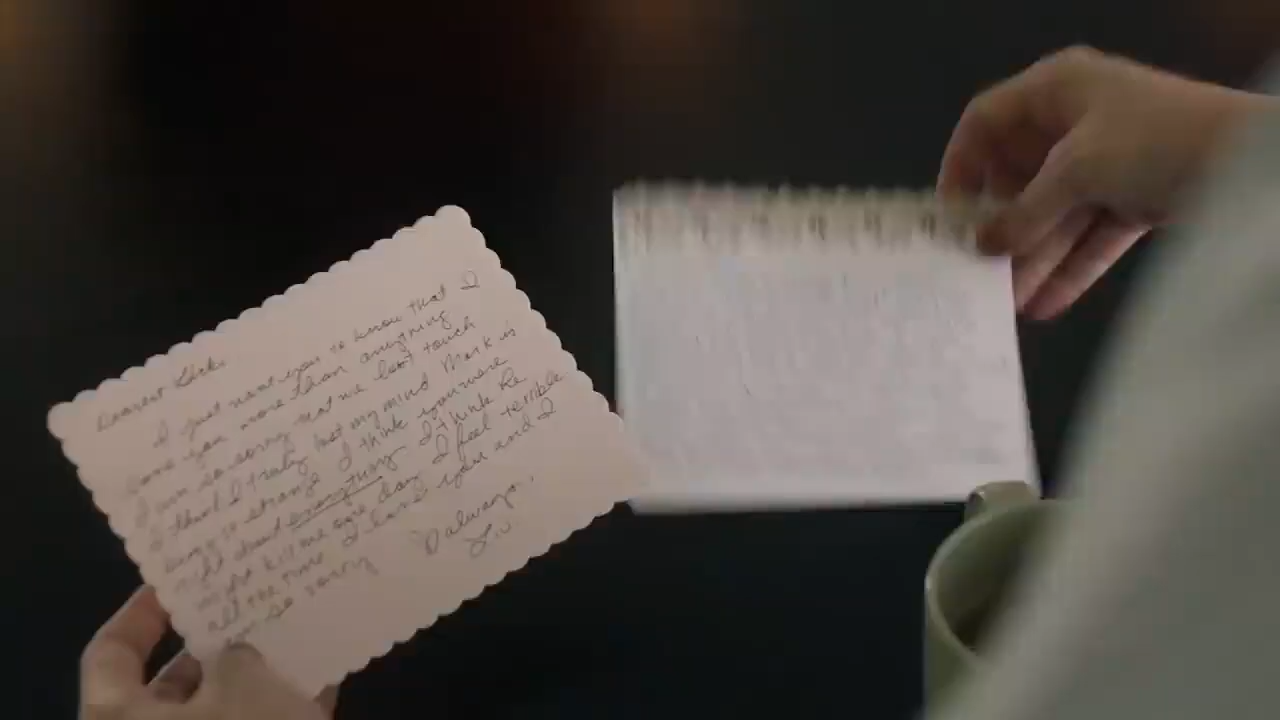 Dearest
I just want you to know that I
love you more than anything
I am so sorry that we lost touch
I think I truly lost my mind. Mark is
being so strange I think you were
right about everything. I think he
might kill me one day. I feel terrible
all the time. I love you and I
am so sorry
always,
Liv